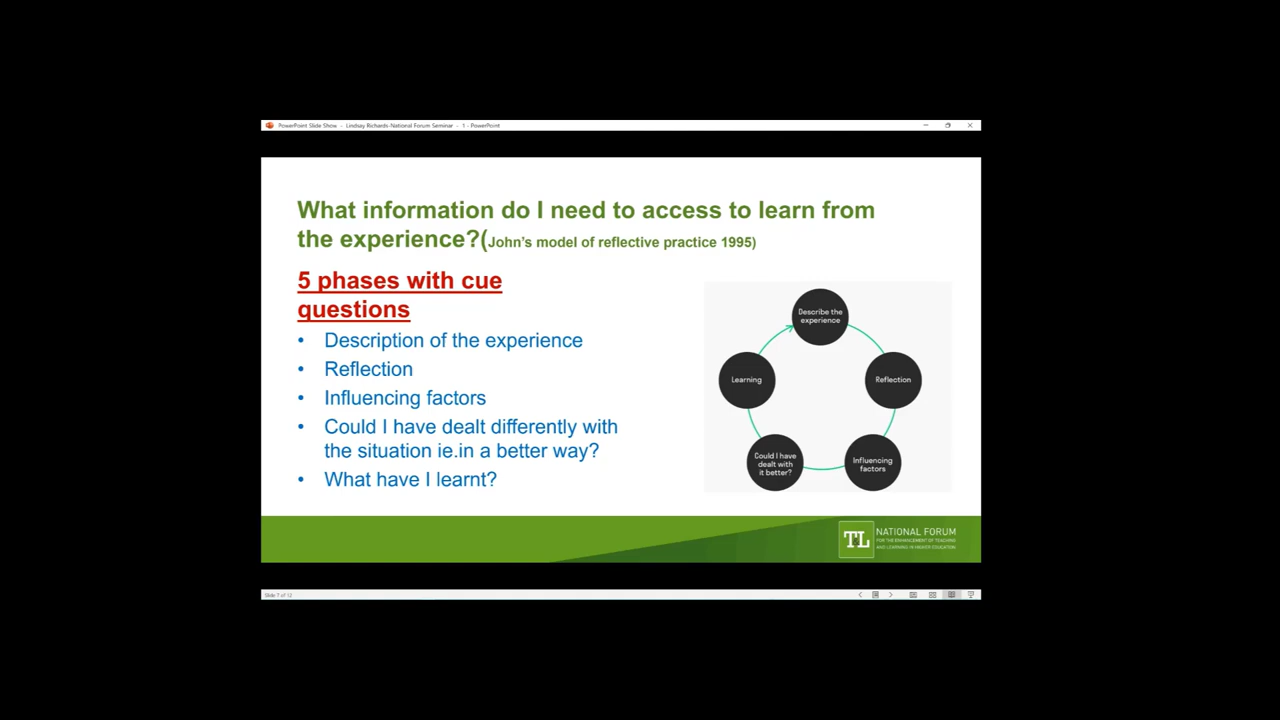 PowerPoint Slide Show - Lindsay Richards-National Forum Seminar - 1 - PowerPoint
What information do I need to access to learn from
the experience?(John's model of reflective practice 1995)
5 phases with cue
questions
• Description of the experience
• Reflection
• Influencing factors
• Could I have dealt differently with
the situation ie.in a better way?
• What have I learnt?
Describe the
experience
Reflection
Influencing
factors
Could I have
dealt with
it better?
Learning
TL
NATIONAL FORUM
FOR THE ENHANCEMENT OF TEACHING
AND LEARNING IN HIGHER EDUCATION
Slide 7 of 12